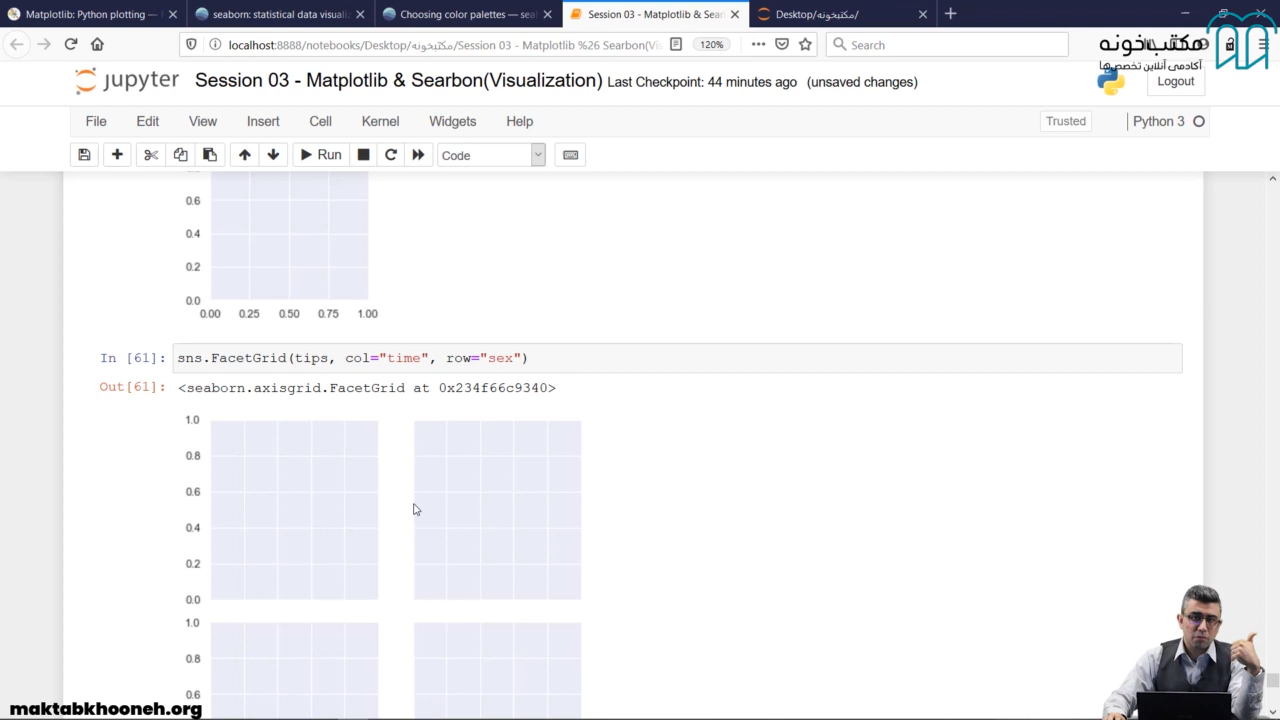 Matplotlib: Python plotting —
seaborn: statistical data visuali
Choosing color palettes — sea
Session 03 - Matplotlib & Sear
Desktop/مکتبخونه/
localhost:8888/notebooks/Desktop/مکتبخونه/Session 03 - Matplotlib %26 Searbon(Vi
120%
Search
مکتب‌خونه
آکادمی آنلاین تخصص‌ها
jupyter
Session 03 - Matplotlib & Searbon(Visualization)
Last Checkpoint: 44 minutes ago
(unsaved changes)
Logout
File
Edit
View
Insert
Cell
Kernel
Widgets
Help
Trusted
Python 3
Run
Code
0.6
0.4
0.2
0.0
0.00 0.25 0.50 0.75 1.00
In [61]:
sns.FacetGrid(tips, col="time", row="sex")
Out[61]:
<seaborn.axisgrid.FacetGrid at 0x234f66c9340>
1.0
0.8
0.6
0.4
0.2
0.0
1.0
0.8
0.6
maktabkhooneh.org